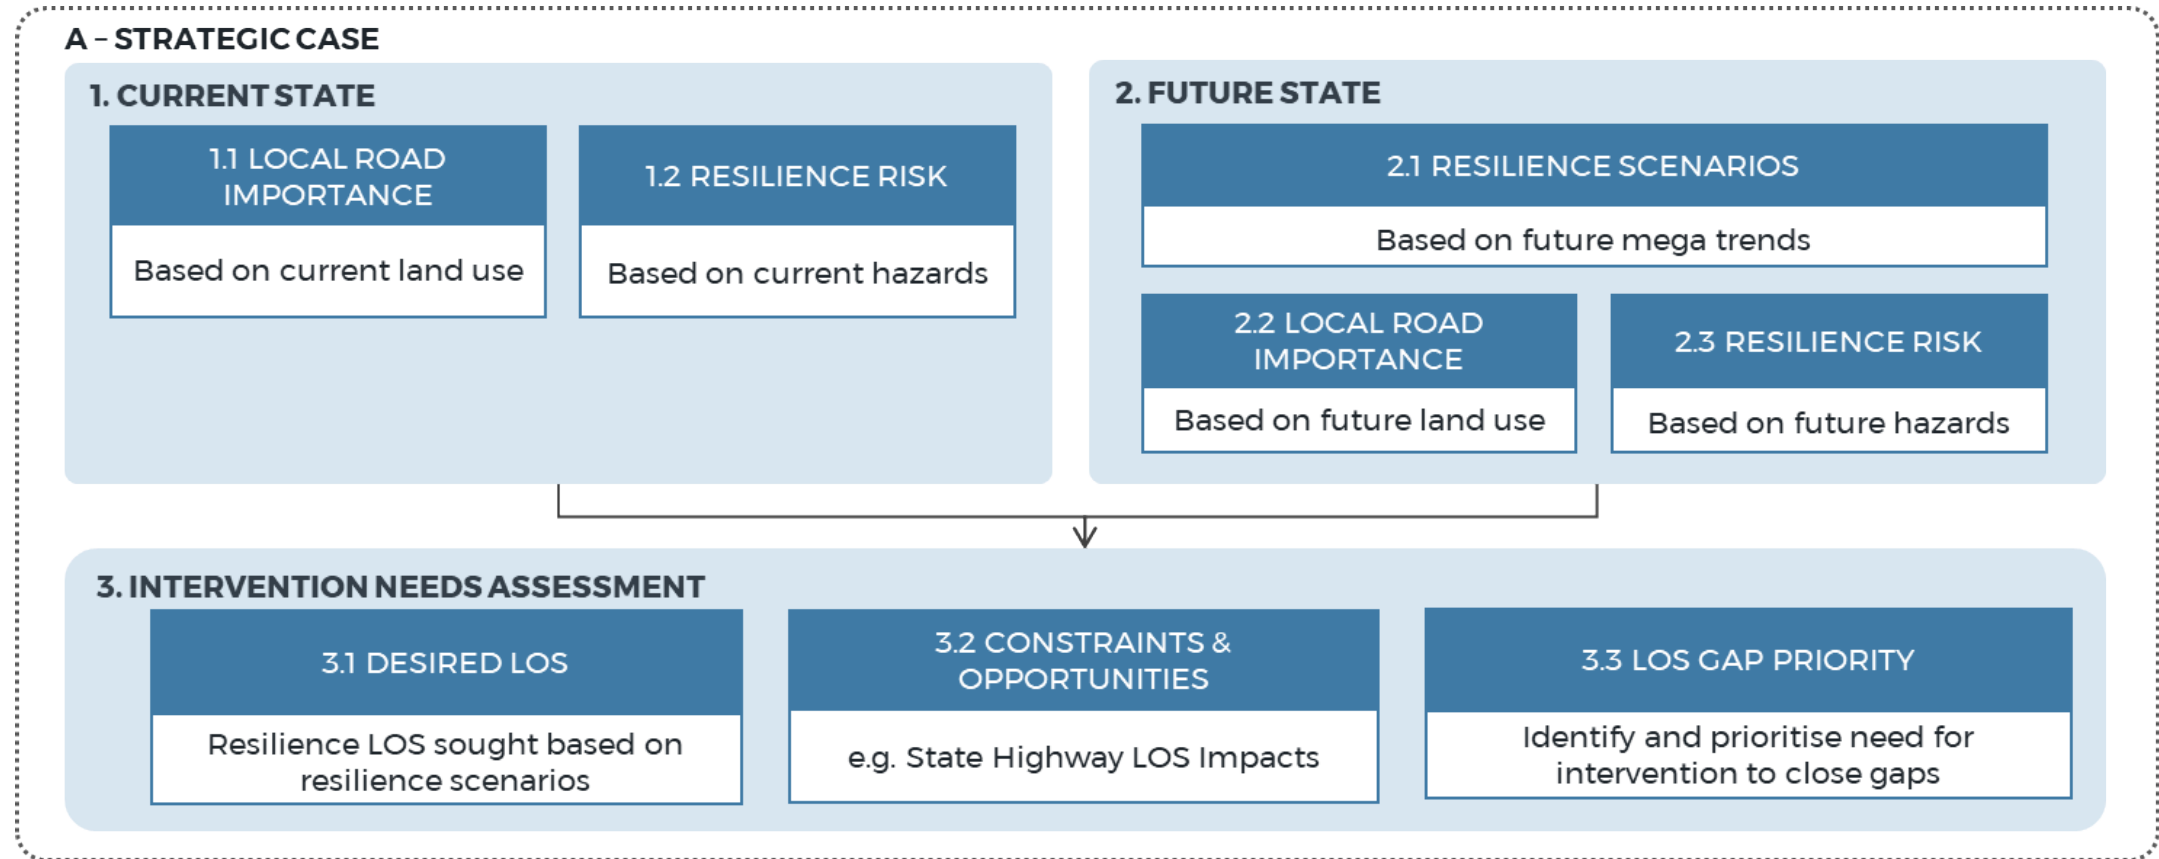 A – STRATEGIC CASE
1. CURRENT STATE
1.1 LOCAL ROAD
IMPORTANCE
Based on current land use
1.2 RESILIENCE RISK
Based on current hazards
2. FUTURE STATE
2.1 RESILIENCE SCENARIOS
Based on future mega trends
2.2 LOCAL ROAD
IMPORTANCE
Based on future land use
2.3 RESILIENCE RISK
Based on future hazards
3. INTERVENTION NEEDS ASSESSMENT
3.1 DESIRED LOS
Resilience LOS sought based on
resilience scenarios
3.2 CONSTRAINTS &
OPPORTUNITIES
e.g. State Highway LOS Impacts
3.3 LOS GAP PRIORITY
Identify and prioritise need for
intervention to close gaps